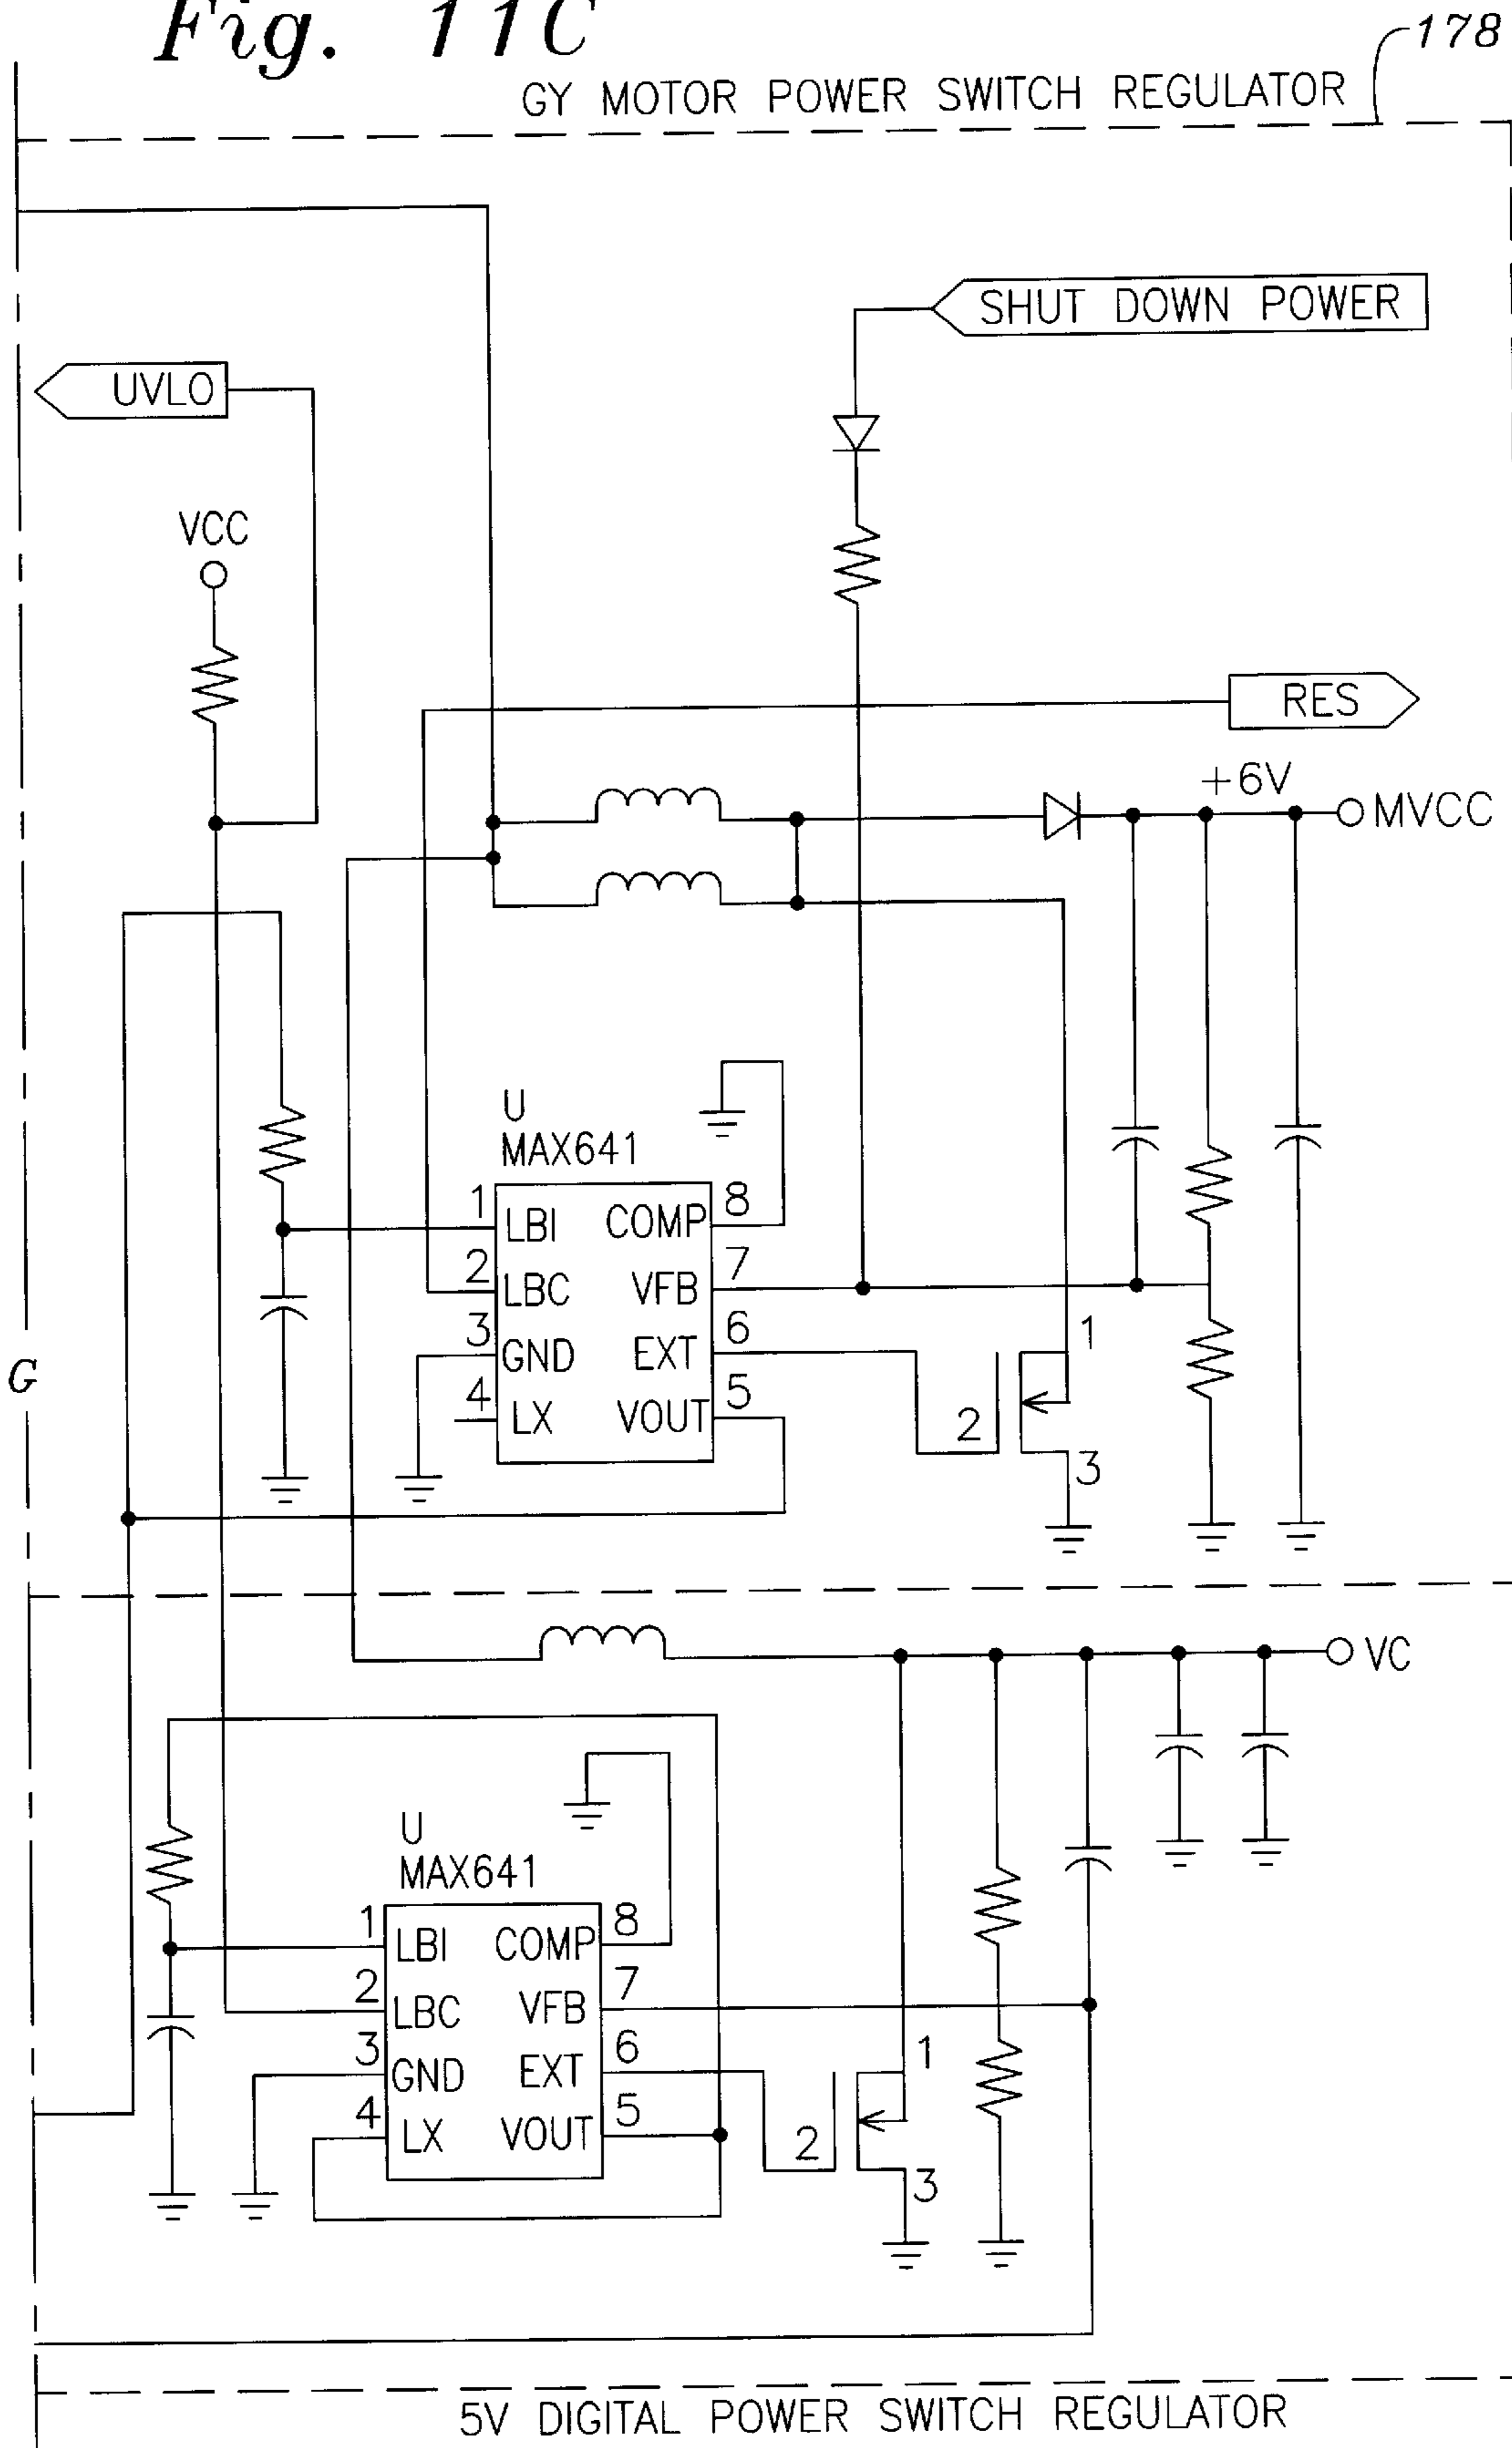 Fig. 11C
178
GY MOTOR POWER SWITCH REGULATOR
SHUT DOWN POWER
UVLO
VCC
RES
+6V
MVCC
U
MAX641
1 LBI COMP 8
2 LBC VFB 7
3 GND EXT 6
4 LX VOUT 5
1
2
3
G
VC
U
MAX641
1 LBI COMP 8
2 LBC VFB 7
3 GND EXT 6
4 LX VOUT 5
1
2
3
5V DIGITAL POWER SWITCH REGULATOR